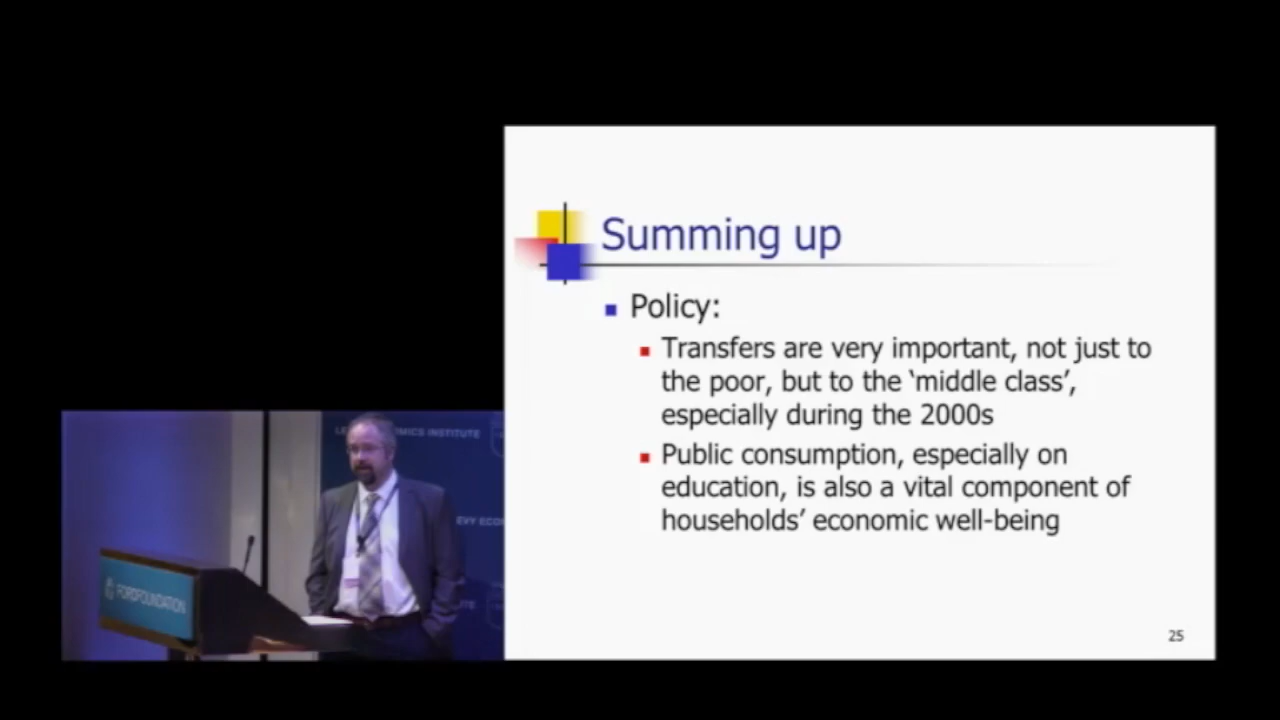 Summing up
Policy:
Transfers are very important, not just to
the poor, but to the ‘middle class’,
especially during the 2000s
Public consumption, especially on
education, is also a vital component of
households’ economic well-being
25
FORDFOUNDATION
INSTITUTE